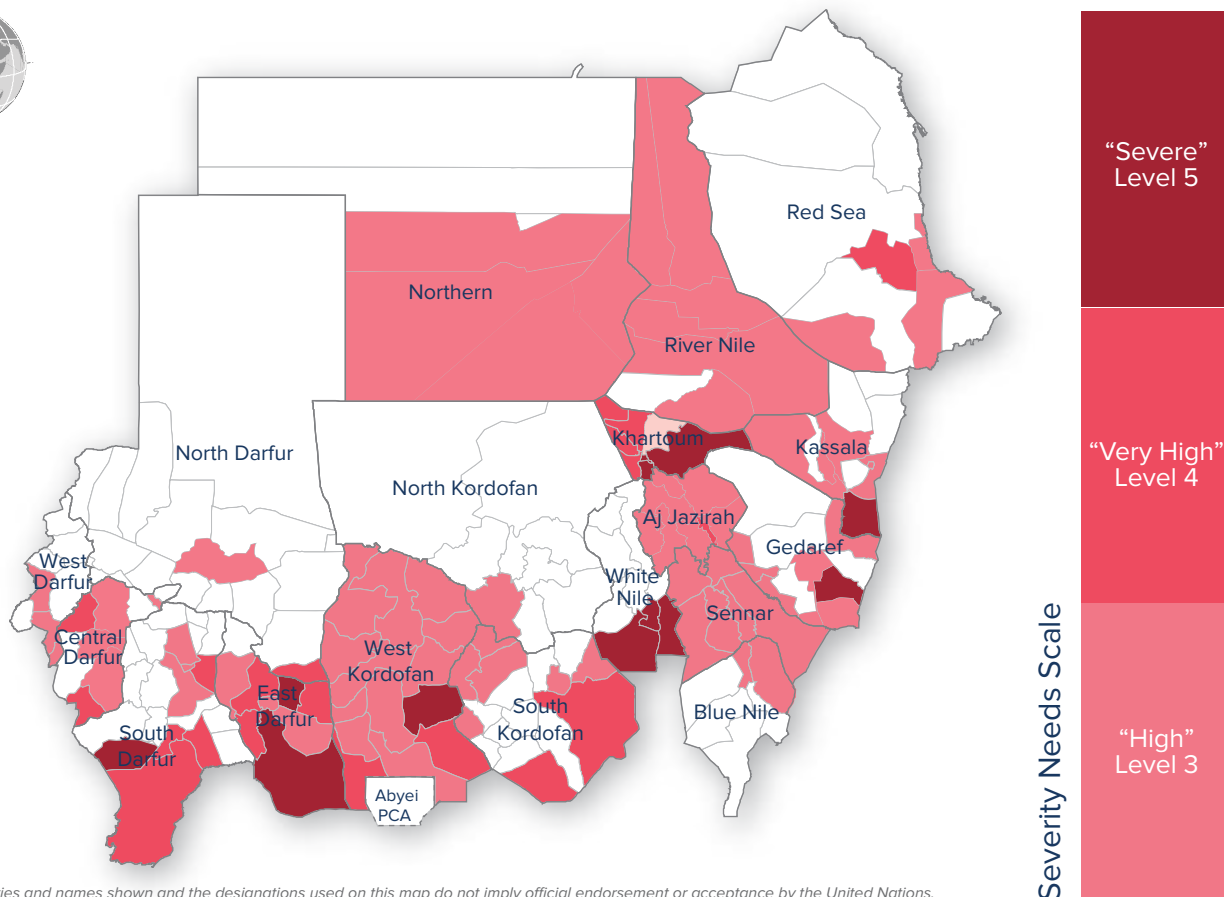 “Severe”
Level 5
Red Sea
Northern
River Nile
“Very High”
Level 4
Khartoum
Kassala
North Darfur
North Kordofan
Aj Jazirah
Gedaref
West
Darfur
White
Nile
Sennar
Central
Darfur
West
Kordofan
East
Darfur
South
Kordofan
Blue Nile
South
Darfur
“High”
Level 3
Abyei
PCA
Severity Needs Scale
and names shown and the designations used on this map do not imply official endorsement or acceptance by the United Nations.